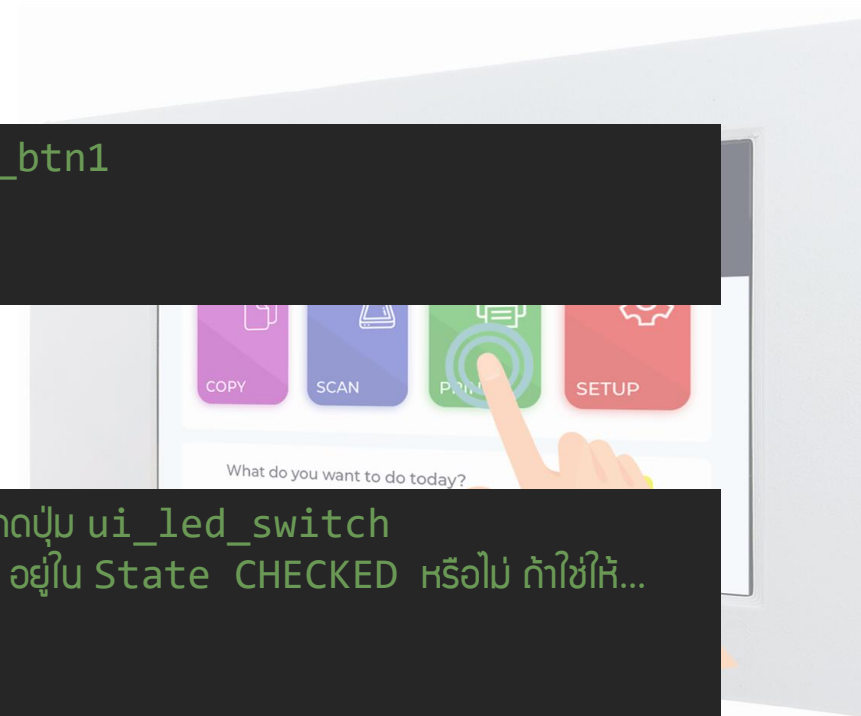 _btn1
COPY
SCAN
SETUP
What do you want to do today?
กดปุ่ม ui_led_switch
อยู่ใน State CHECKED หรือไม่ ถ้าใช่ให้...